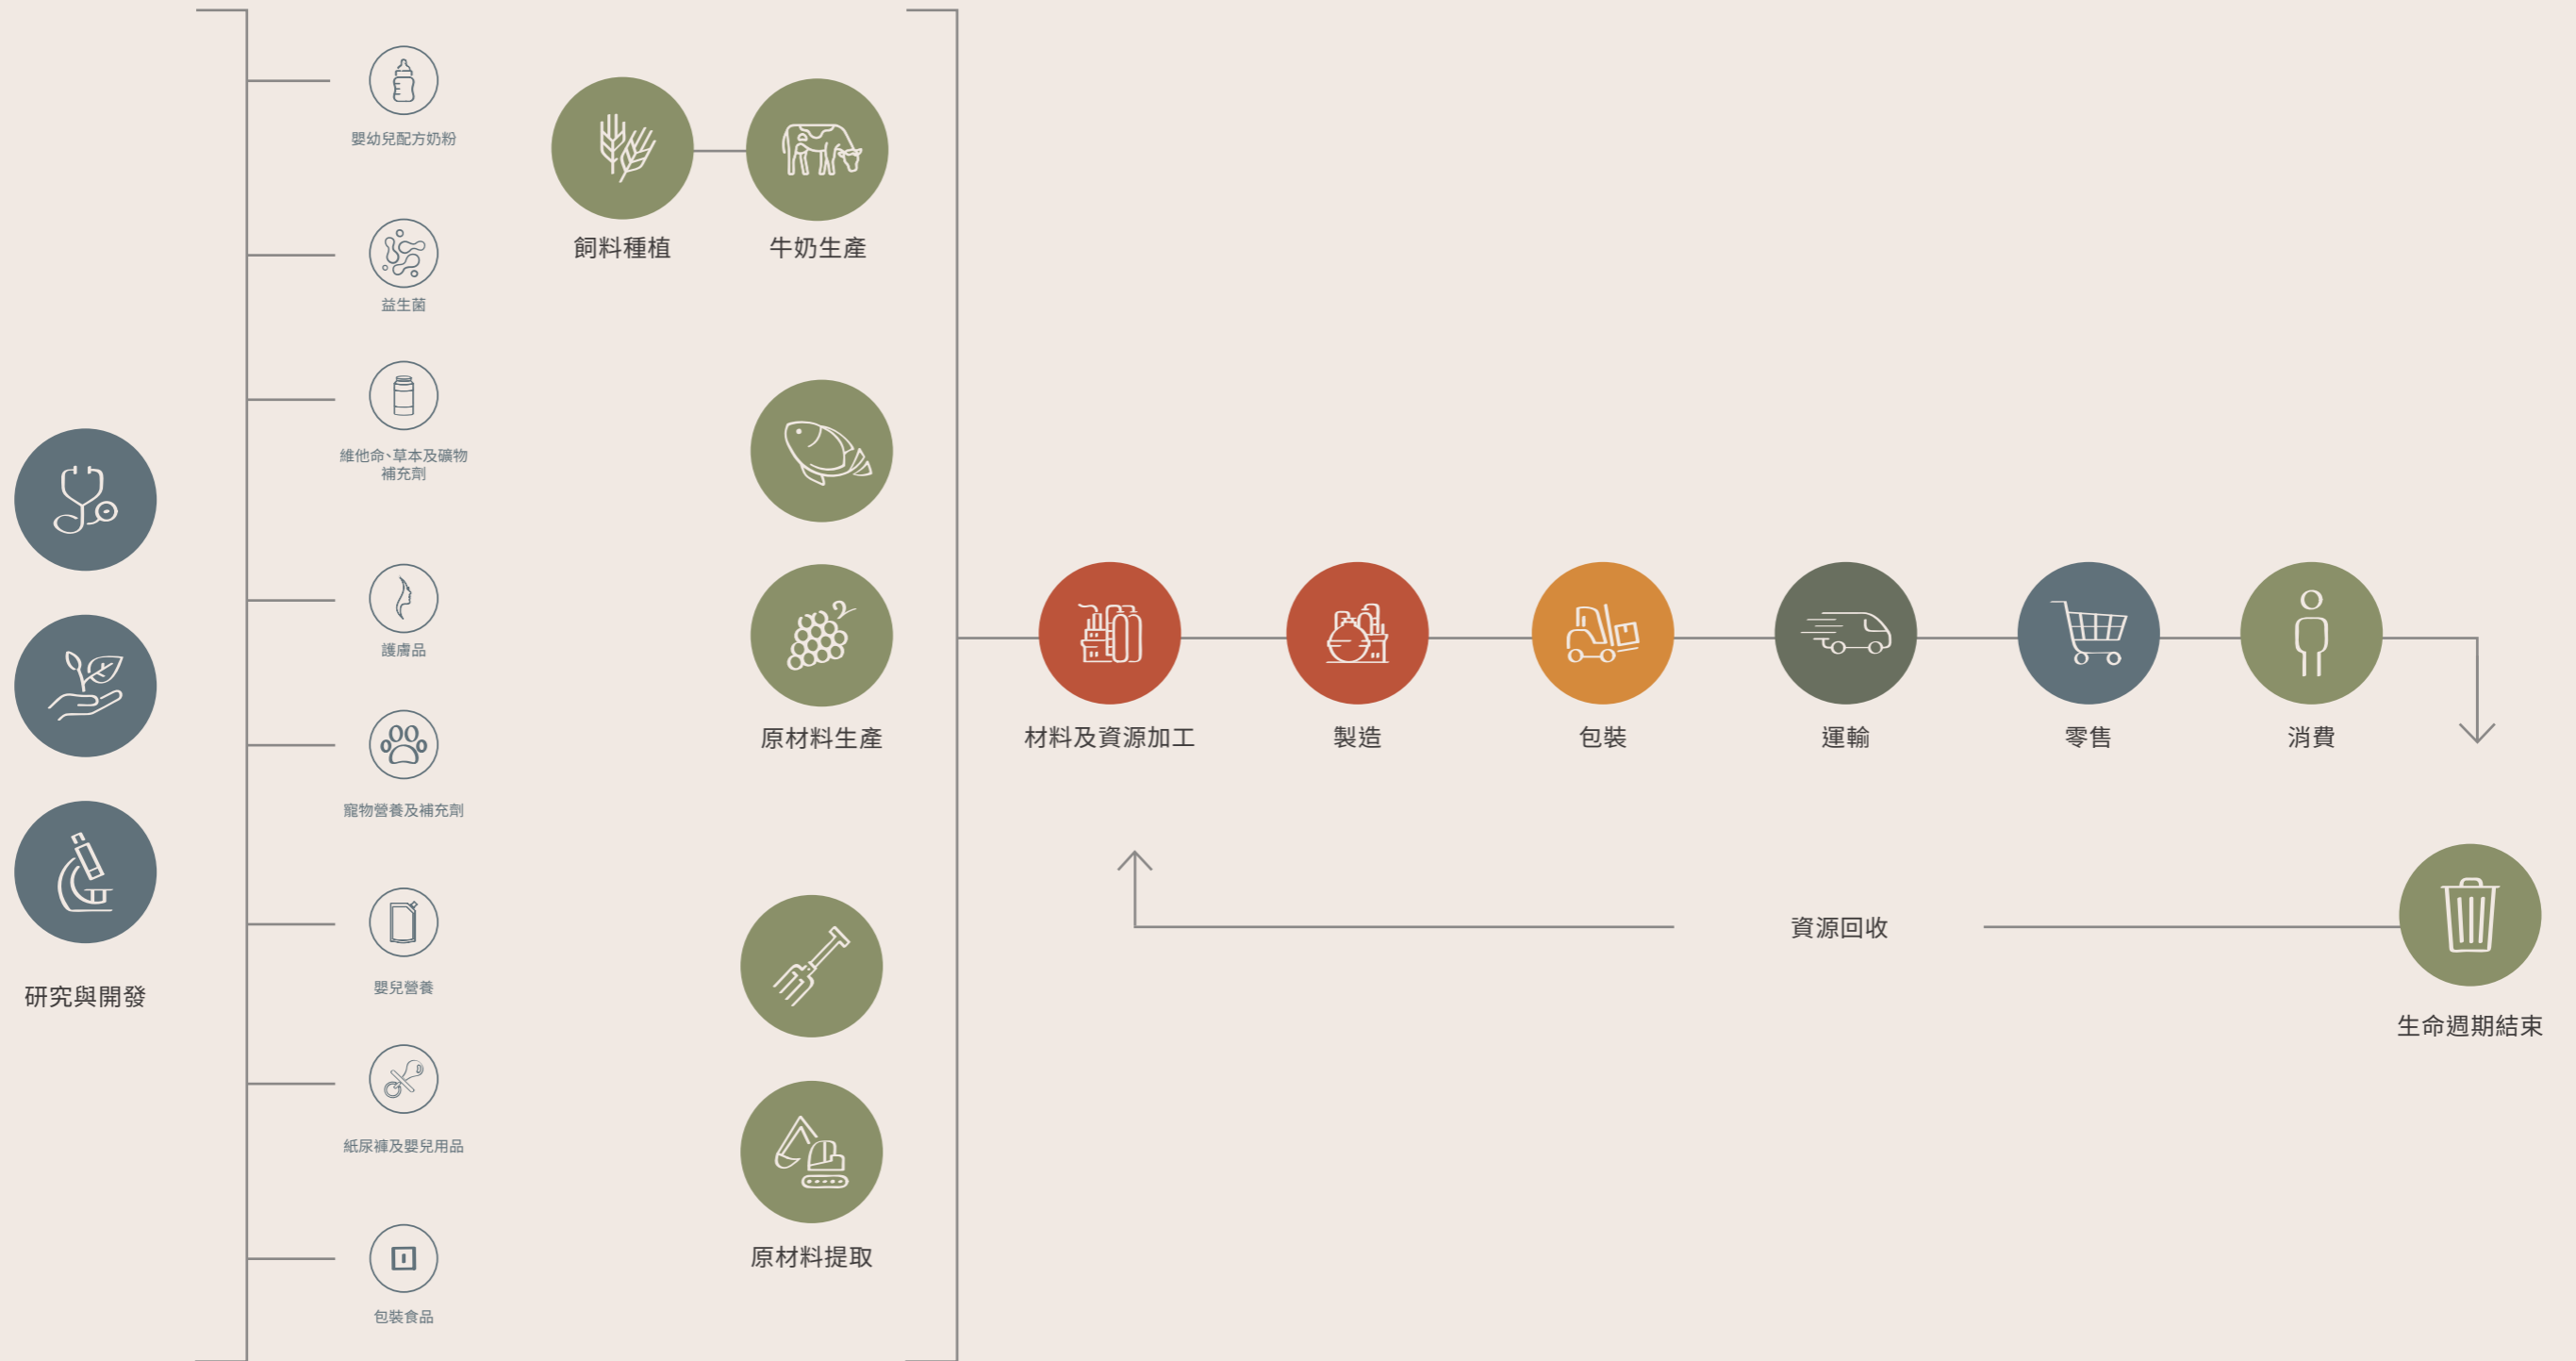 研究與開發
嬰幼兒配方奶粉
益生菌
維他命、草本及礦物
補充劑
護膚品
寵物營養及補充劑
嬰兒營養
紙尿褲及嬰兒用品
包裝食品
飼料種植
牛奶生產
原材料生產
原材料提取
材料及資源加工
製造
包裝
運輸
零售
消費
資源回收
生命週期結束